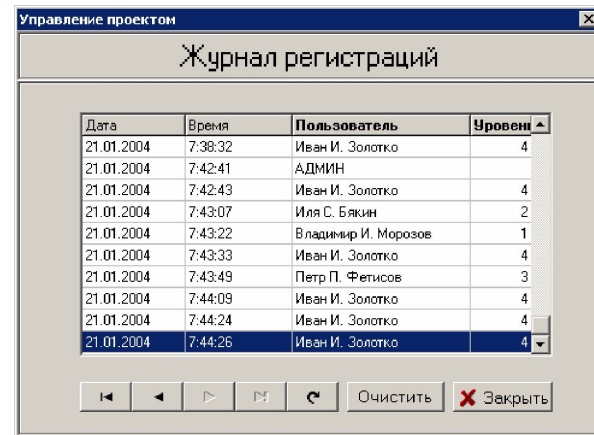 Управление проектом
Журнал регистраций
Дата Время Пользователь Уровен
21.01.2004 7:38:32 Иван И. Золотко 4
21.01.2004 7:42:41 АДМИН
21.01.2004 7:42:43 Иван И. Золотко 4
21.01.2004 7:43:07 Иля С. Бякин 2
21.01.2004 7:43:22 Владимир И. Морозов 1
21.01.2004 7:43:33 Иван И. Золотко 4
21.01.2004 7:43:49 Петр П. Фетисов 3
21.01.2004 7:44:09 Иван И. Золотко 4
21.01.2004 7:44:24 Иван И. Золотко 4
21.01.2004 7:44:26 Иван И. Золотко 4
Очистить Закрыть